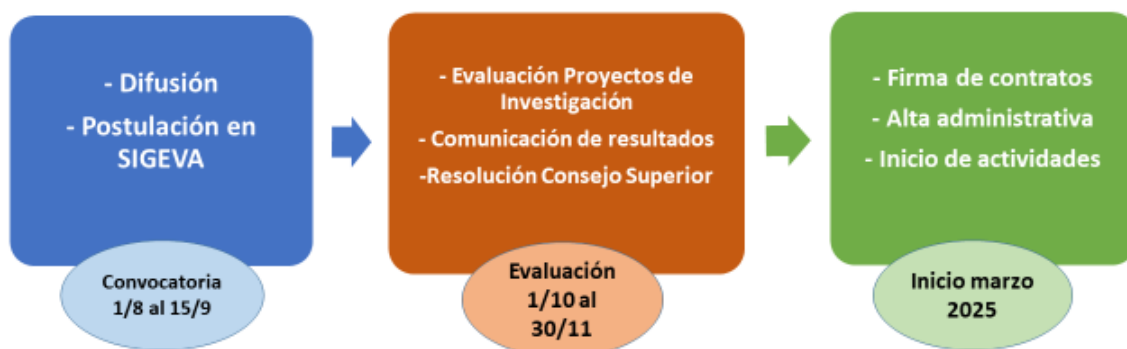 - Difusión
- Postulación en
SIGEVA
Convocatoria
1/8 al 15/9
- Evaluación Proyectos de
Investigación
- Comunicación de resultados
-Resolución Consejo Superior
Evaluación
1/10 al
30/11
- Firma de contratos
- Alta administrativa
- Inicio de actividades
Inicio marzo
2025